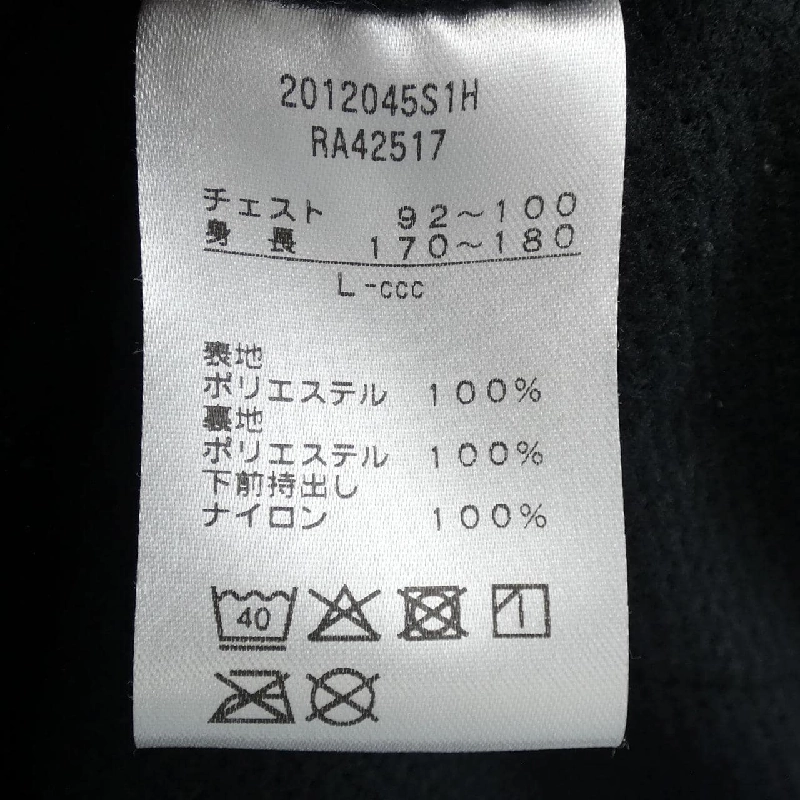 2012045S1H
RA42517
チェスト 92～100
身長 170～180
L-ccc
表地
ポリエステル 100%
裏地
ポリエステル 100%
下前持出し
ナイロン 100%
40